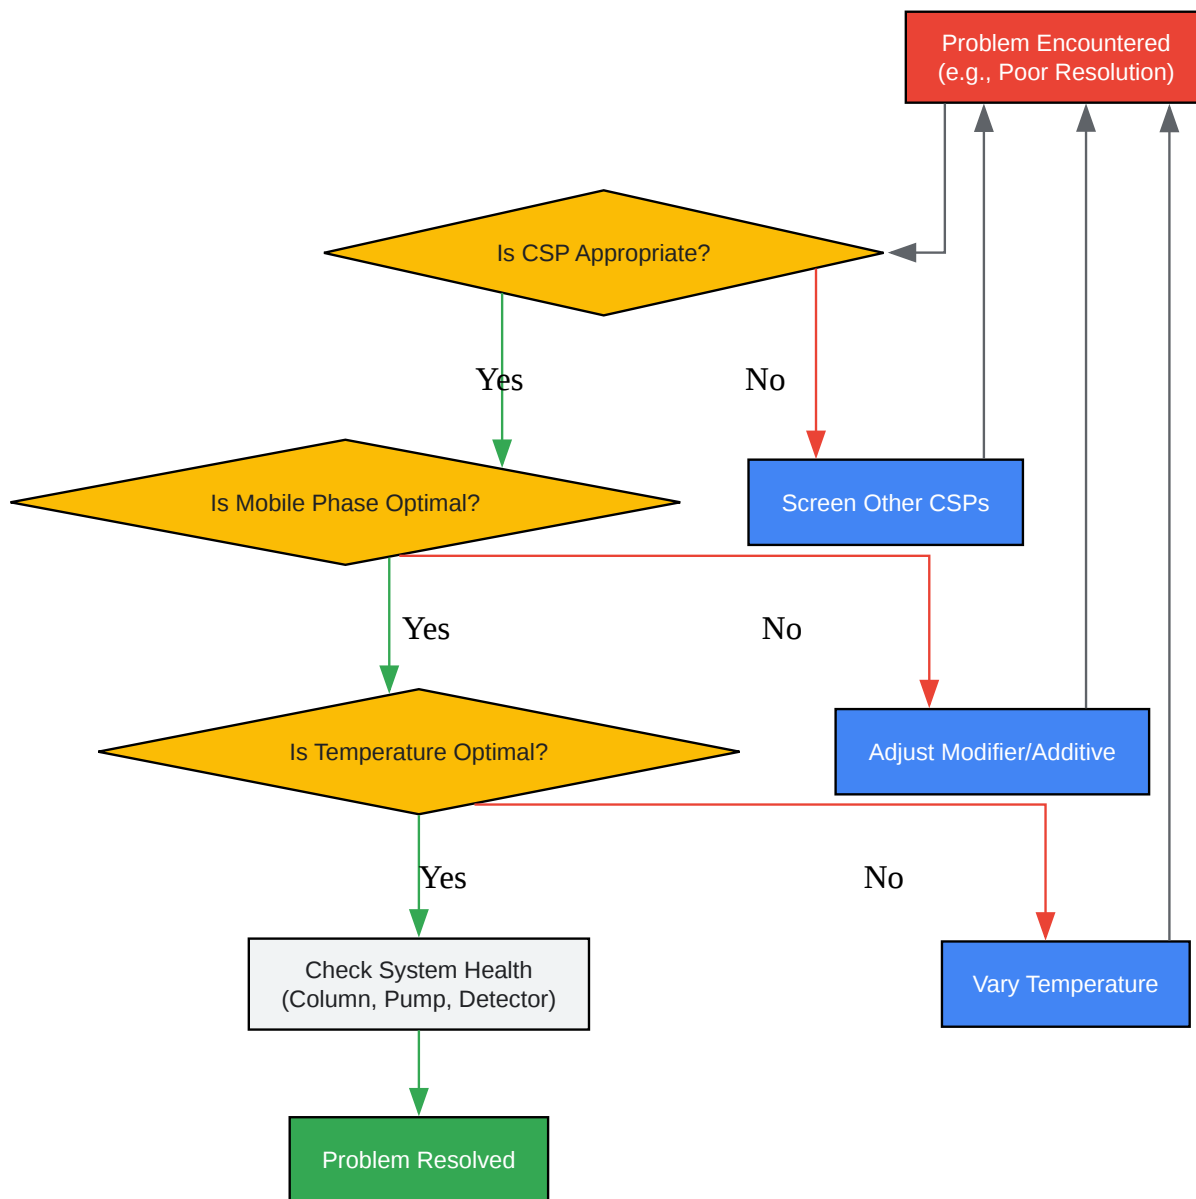 Problem Encountered
(e.g., Poor Resolution)
Is CSP Appropriate?
Yes
No
Is Mobile Phase Optimal?
Screen Other CSPs
Yes
No
Is Temperature Optimal?
Adjust Modifier/Additive
Yes
No
Check System Health
(Column, Pump, Detector)
Vary Temperature
Problem Resolved